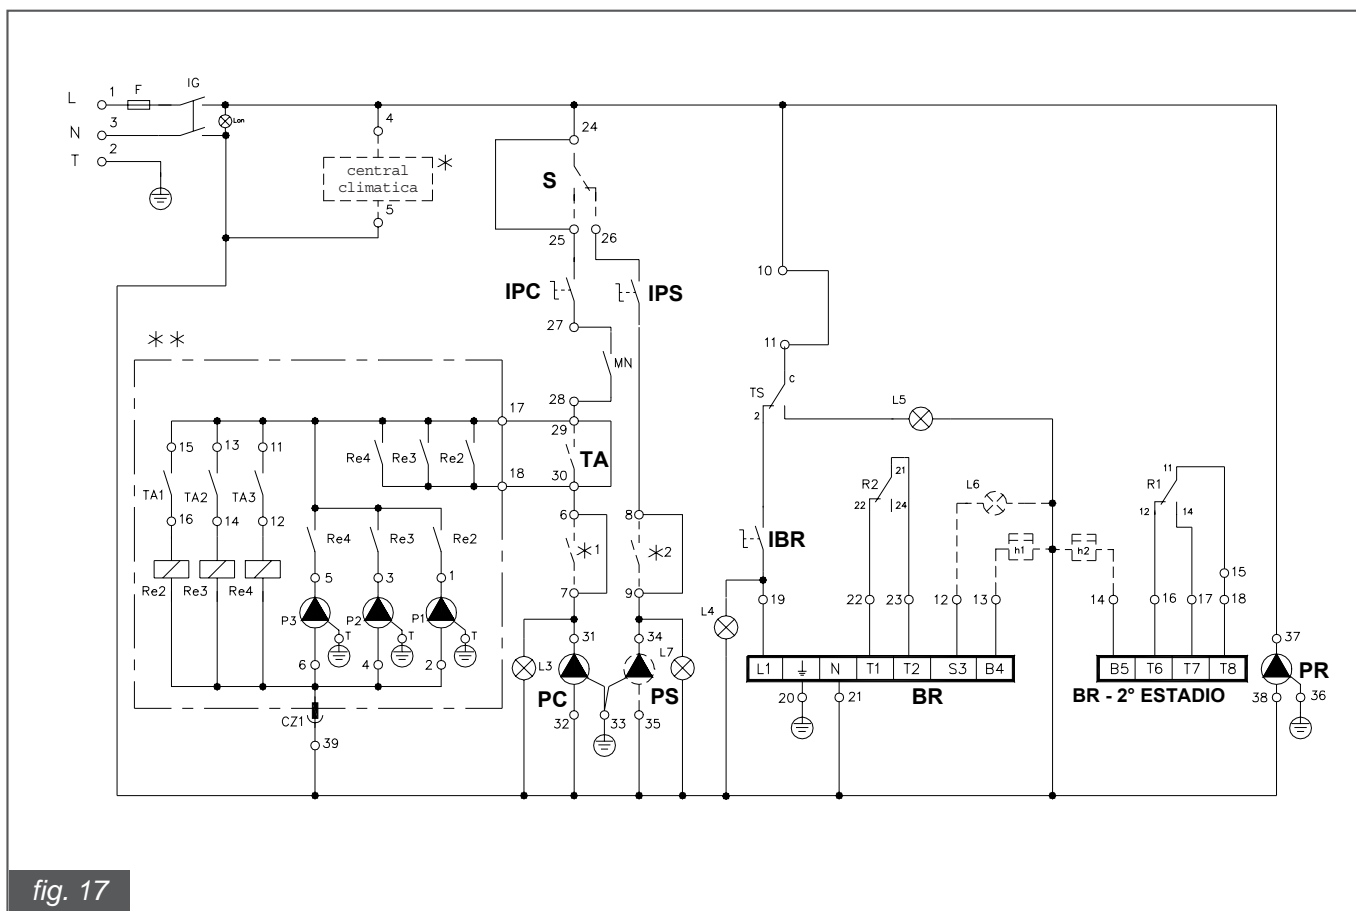 L 1 F IG
Lon
N 3
T 2
4
central
climatica
5
*
24
S
25 26
IPC IPS
27
MN
28
17 29
TA
18 30
* *
15 13 11
TA1 TA2 TA3
16 14 12
Re2 Re3 Re4
Re4 Re3 Re2
Re4 Re3 Re2
5 3 1
P3 P2 P1
T T T
6 4 2
CZ1
39
6 8
*1 *2
7 9
31 34
L3 L7
PC PS
32 33 35
10
11
C
TS
2
L5
IBR
L4
19
R2 21
22 24
22 23 12 13
L6
h1 h2
L1 N T1 T2 S3 B4
20 21
BR
R1 11
12 14
15
14 16 17 18
B5 T6 T7 T8
BR - 2° ESTADIO
37
PR
38 36
fig. 17